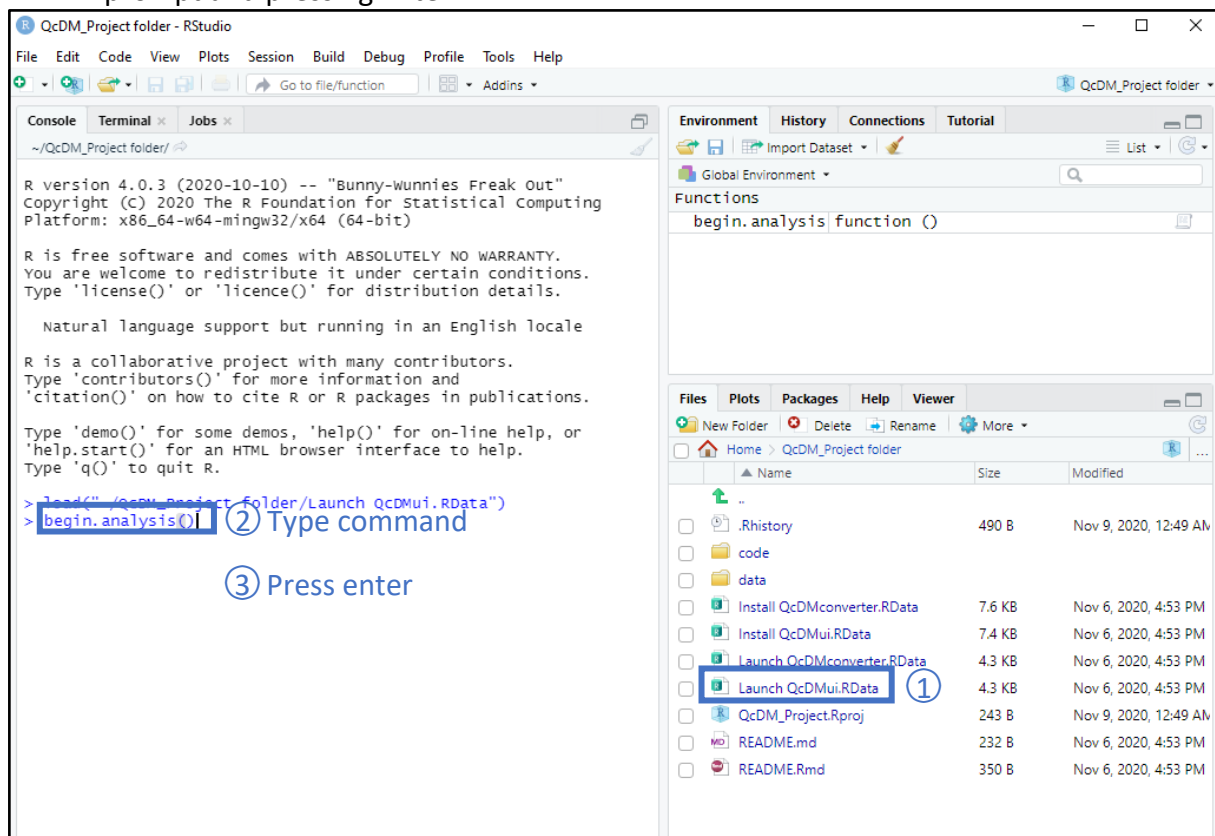 QcDM_Project folder - RStudio
File Edit Code View Plots Session Build Debug Profile Tools Help
Go to file/function Addins QcDM_Project folder
Console Terminal Jobs
~/QcDM_Project folder/
R version 4.0.3 (2020-10-10) -- "Bunny-Wunnies Freak Out"
Copyright (C) 2020 The R Foundation for Statistical Computing
Platform: x86_64-w64-mingw32/x64 (64-bit)
R is free software and comes with ABSOLUTELY NO WARRANTY.
You are welcome to redistribute it under certain conditions.
Type 'license()' or 'licence()' for distribution details.
Natural language support but running in an English locale
R is a collaborative project with many contributors.
Type 'contributors()' for more information and
'citation()' on how to cite R or R packages in publications.
Type 'demo()' for some demos, 'help()' for on-line help, or
'help.start()' for an HTML browser interface to help.
Type 'q()' to quit R.
> load("~/QcDM_Project folder/Launch QcDMui.RData")
> begin.analysis()
② Type command
③ Press enter
Environment History Connections Tutorial
Import Dataset List
Global Environment
Functions
begin.analysis function ()
Files Plots Packages Help Viewer
New Folder Delete Rename More
Home > QcDM_Project folder ...
Name Size Modified
..
.Rhistory 490 B Nov 9, 2020, 12:49 AM
code
data
Install QcDMconverter.RData 7.6 KB Nov 6, 2020, 4:53 PM
Install QcDMui.RData 7.4 KB Nov 6, 2020, 4:53 PM
Launch QcDMconverter.RData 4.3 KB Nov 6, 2020, 4:53 PM
Launch QcDMui.RData ① 4.3 KB Nov 6, 2020, 4:53 PM
QcDM_Project.Rproj 243 B Nov 9, 2020, 12:49 AM
README.md 232 B Nov 6, 2020, 4:53 PM
README.Rmd 350 B Nov 6, 2020, 4:53 PM